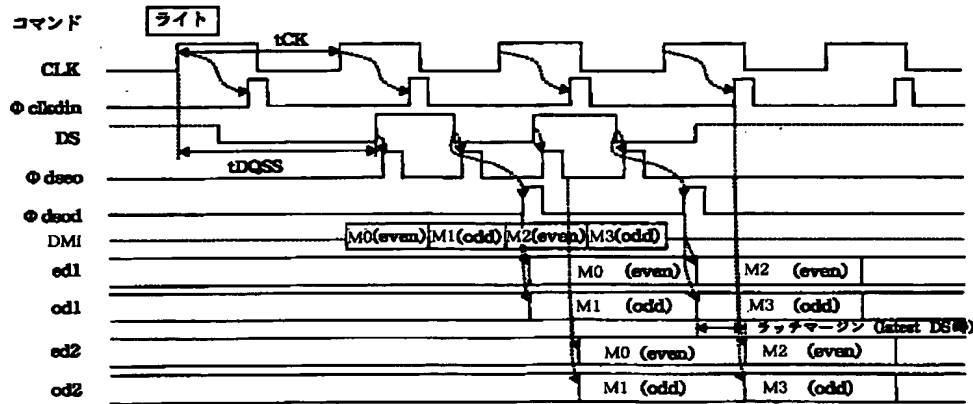 コマンド ライト
tCK
CLK
Φ clkdin
DS
tDQSS
Φ dseo
Φ dsod
DMI M0(even) M1(odd) M2(even) M3(odd)
ed1 M0 (even) M2 (even)
od1 M1 (odd) M3 (odd)
ラッチマージン (latest DS時)
ed2 M0 (even) M2 (even)
od2 M1 (odd) M3 (odd)